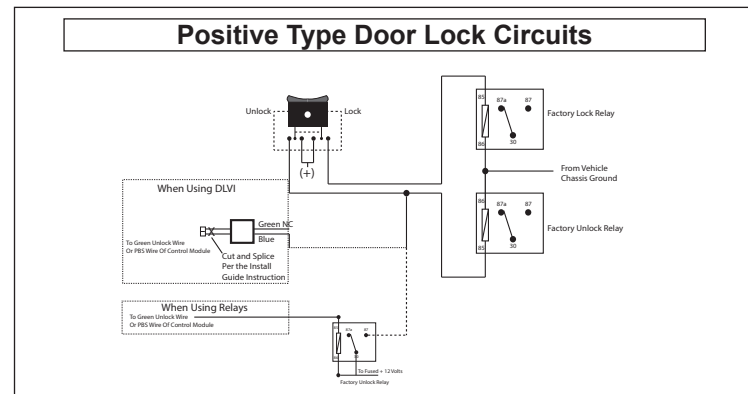 Positive Type Door Lock Circuits
Unlock
Lock
(+)
85
87a
87
30
86
Factory Lock Relay
From Vehicle
Chassis Ground
86
87a
87
30
85
Factory Unlock Relay
When Using DLVI
Green NC
Blue
To Green Unlock Wire
Or PBS Wire Of Control Module
Cut and Splice
Per the Install
Guide Instruction
When Using Relays
To Green Unlock Wire
Or PBS Wire Of Control Module
87a
87
30
To Fused + 12 Volts
Factory Unlock Relay